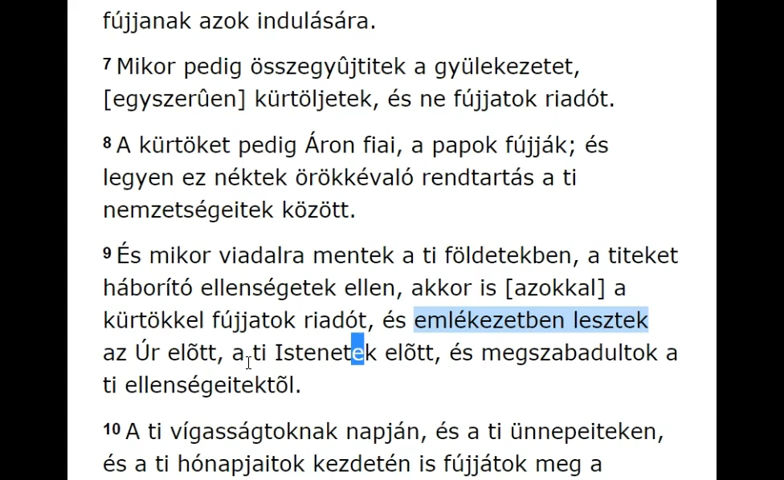 fújjanak azok indulására.
7 Mikor pedig összegyûjtitek a gyülekezetet,
[egyszerûen] kürtöljetek, és ne fújjatok riadót.
8 A kürtöket pedig Áron fiai, a papok fújják; és
legyen ez néktek örökkévaló rendtartás a ti
nemzetségeitek között.
9 És mikor viadalra mentek a ti földetekben, a titeket
háborító ellenségetek ellen, akkor is [azokkal] a
kürtökkel fújjatok riadót, és emlékezetben lesztek
az Úr elõtt, a ti Istenetek elõtt, és megszabadultok a
ti ellenségeitektõl.
10 A ti vígasságtoknak napján, és a ti ünnepeiteken,
és a ti hónapjaitok kezdetén is fújjátok meg a